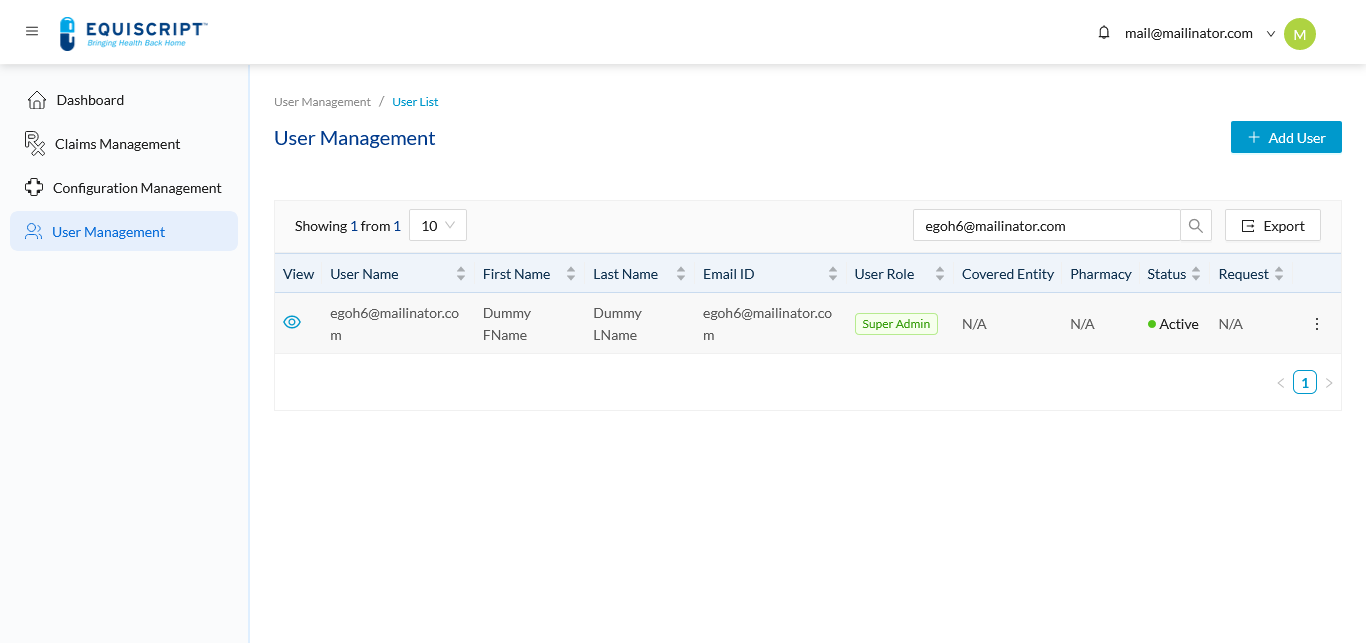 EQUISCRIPT™
Bringing Health Back Home
mail@mailinator.com
M
Dashboard
Claims Management
Configuration Management
User Management
User Management / User List
User Management
+ Add User
Showing 1 from 1
10
egoh6@mailinator.com
Export
View User Name First Name Last Name Email ID User Role Covered Entity Pharmacy Status Request
egoh6@mailinator.co Dummy Dummy egoh6@mailinator.co
Super Admin N/A N/A Active N/A
m FName LName m
< 1 >